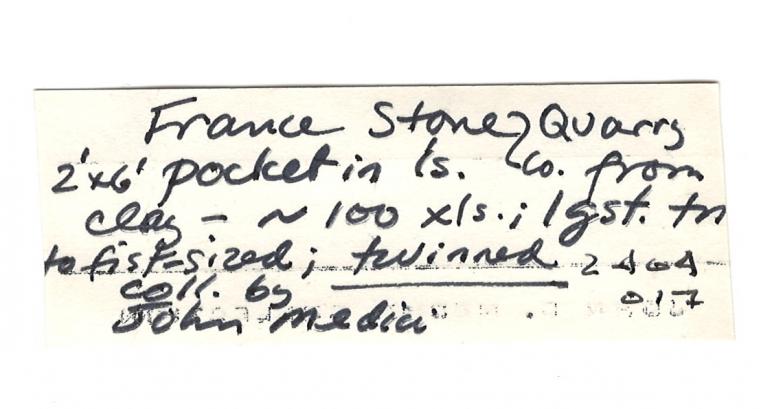 France Stone Quarry
2'x6' pocket in ls. Co. from
clay - ~ 100 xls.; lgst.
to fist-sized; twinned.
coll. by
John Medici